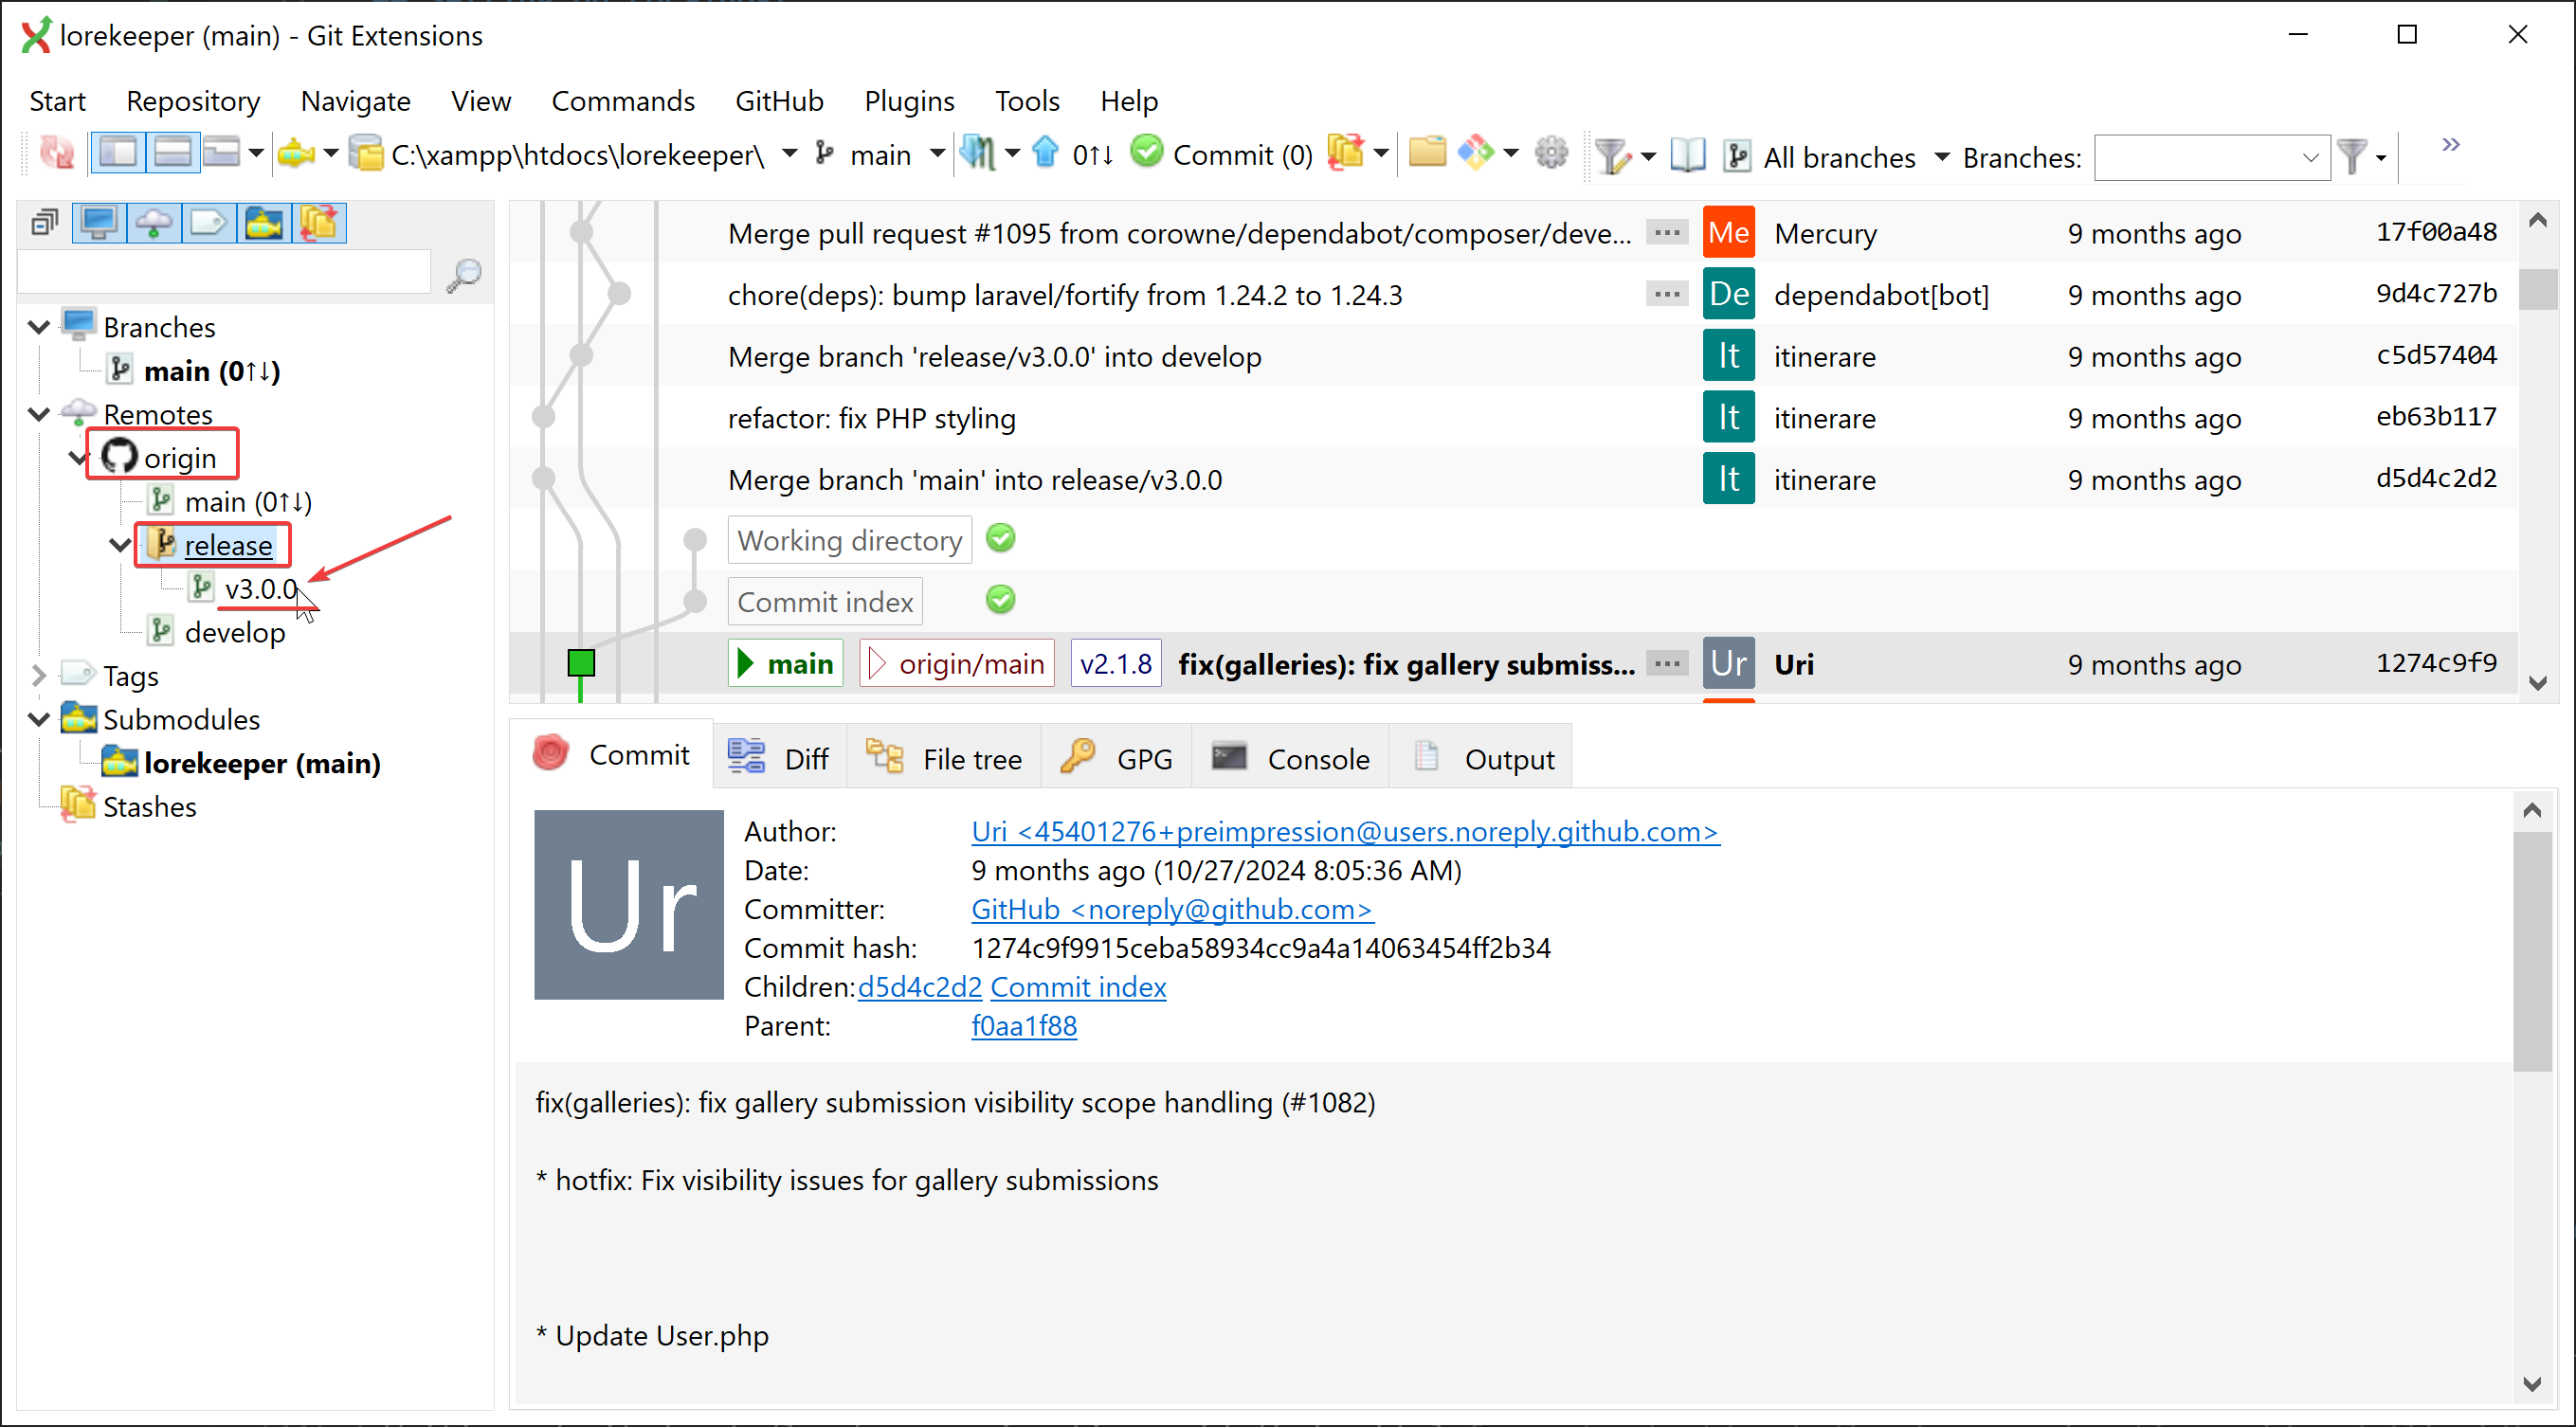 lorekeeper (main) - Git Extensions
Start Repository Navigate View Commands GitHub Plugins Tools Help
C:\xampp\htdocs\lorekeeper\ main 0↑↓ Commit (0) All branches Branches: »
Branches
main (0↑↓)
Remotes
origin
main (0↑↓)
release
v3.0.0
develop
Tags
Submodules
lorekeeper (main)
Stashes
Merge pull request #1095 from corowne/dependabot/composer/deve... Me Mercury 9 months ago 17f00a48
chore(deps): bump laravel/fortify from 1.24.2 to 1.24.3 De dependabot[bot] 9 months ago 9d4c727b
Merge branch 'release/v3.0.0' into develop It itinerare 9 months ago c5d57404
refactor: fix PHP styling It itinerare 9 months ago eb63b117
Merge branch 'main' into release/v3.0.0 It itinerare 9 months ago d5d4c2d2
Working directory
Commit index
main origin/main v2.1.8 fix(galleries): fix gallery submiss... Ur Uri 9 months ago 1274c9f9
Commit Diff File tree GPG Console Output
Ur
Author: Uri <45401276+preimpression@users.noreply.github.com>
Date: 9 months ago (10/27/2024 8:05:36 AM)
Committer: GitHub <noreply@github.com>
Commit hash: 1274c9f9915ceba58934cc9a4a14063454ff2b34
Children: d5d4c2d2 Commit index
Parent: f0aa1f88
fix(galleries): fix gallery submission visibility scope handling (#1082)
* hotfix: Fix visibility issues for gallery submissions
* Update User.php